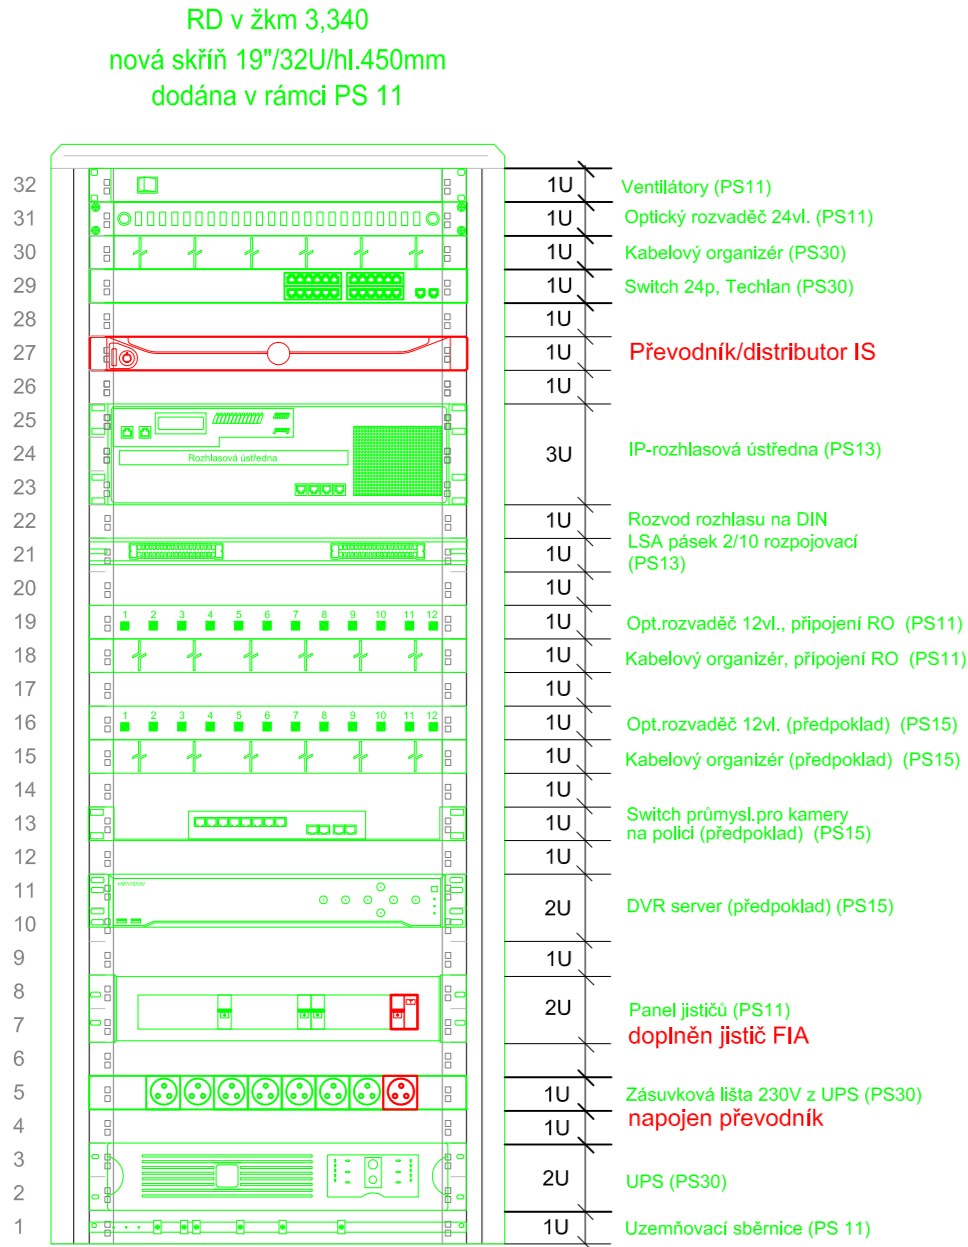 RD v žkm 3,340
nová skříň 19"/32U/hl.450mm
dodána v rámci PS 11
32 1U Ventilátory (PS11)
31 1U Optický rozvaděč 24vl. (PS11)
30 1U Kabelový organizér (PS30)
29 1U Switch 24p, Techlan (PS30)
28 1U
27 1U Převodník/distributor IS
26 1U
25
24 Rozhlasová ústředna 3U IP-rozhlasová ústředna (PS13)
23
22 1U Rozvod rozhlasu na DIN
21 1U LSA pásek 2/10 rozpojovací
(PS13)
20 1U
19 1 2 3 4 5 6 7 8 9 10 11 12 1U Opt.rozvaděč 12vl., připojení RO (PS11)
18 1U Kabelový organizér, přípojení RO (PS11)
17 1U
16 1 2 3 4 5 6 7 8 9 10 11 12 1U Opt.rozvaděč 12vl. (předpoklad) (PS15)
15 1U Kabelový organizér (předpoklad) (PS15)
14 1U
13 1U Switch průmysl.pro kamery
na polici (předpoklad) (PS15)
12 1U
11
10 2U DVR server (předpoklad) (PS15)
9 1U
8
7 2U Panel jističů (PS11)
doplněn jistič FIA
6
5 1U Zásuvková lišta 230V z UPS (PS30)
napojen převodník
4 1U
3
2 2U UPS (PS30)
1 1U Uzemňovací sběrnice (PS 11)